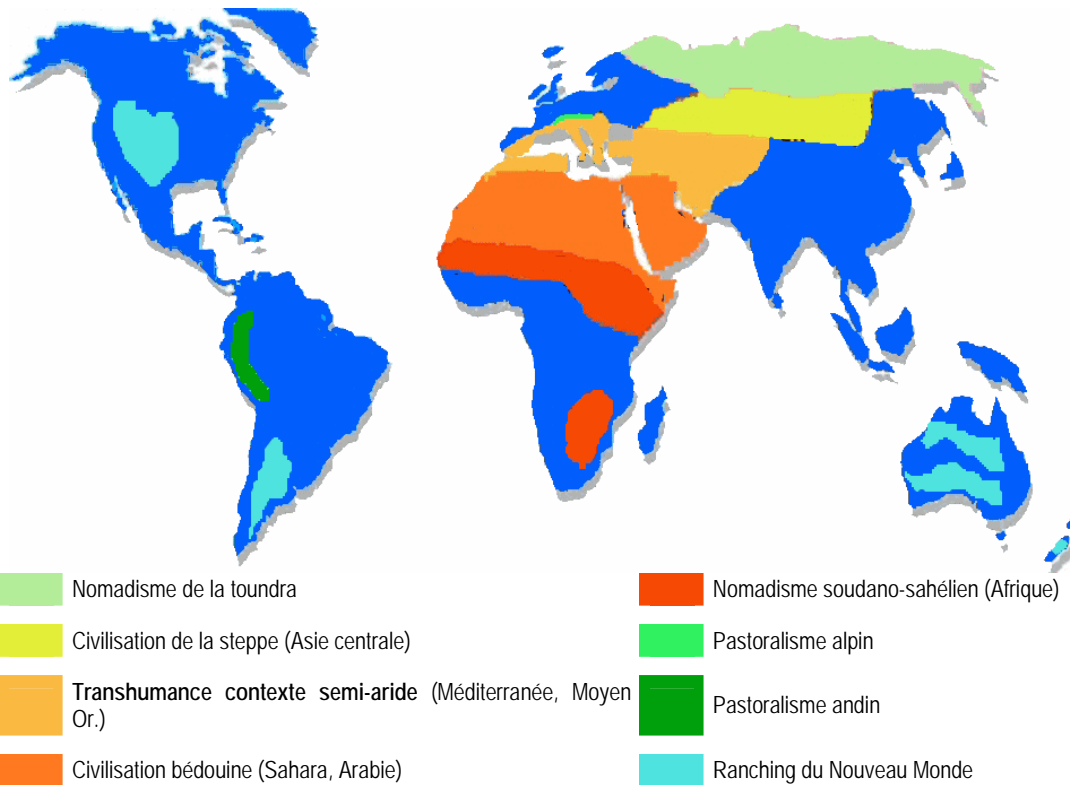 Nomadisme de la toundra
Civilisation de la steppe (Asie centrale)
Transhumance contexte semi-aride (Méditerranée, Moyen
Or.)
Civilisation bédouine (Sahara, Arabie)
Nomadisme soudano-sahélien (Afrique)
Pastoralisme alpin
Pastoralisme andin
Ranching du Nouveau Monde